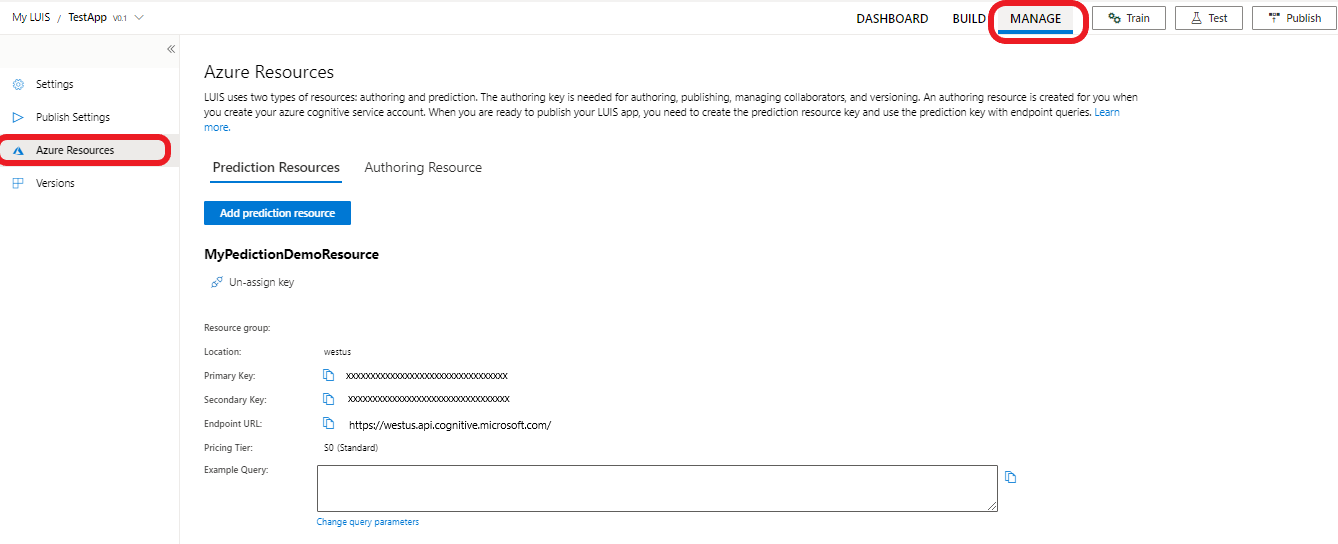 My LUIS / TestApp V0.1
DASHBOARD BUILD MANAGE Train Test Publish
Settings
Publish Settings
Azure Resources
Versions
Azure Resources
LUIS uses two types of resources: authoring and prediction. The authoring key is needed for authoring, publishing, managing collaborators, and versioning. An authoring resource is created for you when
you create your azure cognitive service account. When you are ready to publish your LUIS app, you need to create the prediction resource key and use the prediction key with endpoint queries. Learn
more.
Prediction Resources Authoring Resource
Add prediction resource
MyPedictionDemoResource
Un-assign key
Resource group:
Location: westus
Primary Key: xxxxxxxxxxxxxxxxxxxxxxxxxxxxxxxx
Secondary Key: xxxxxxxxxxxxxxxxxxxxxxxxxxxxxxxx
Endpoint URL: https://westus.api.cognitive.microsoft.com/
Pricing Tier: S0 (Standard)
Example Query:
Change query parameters